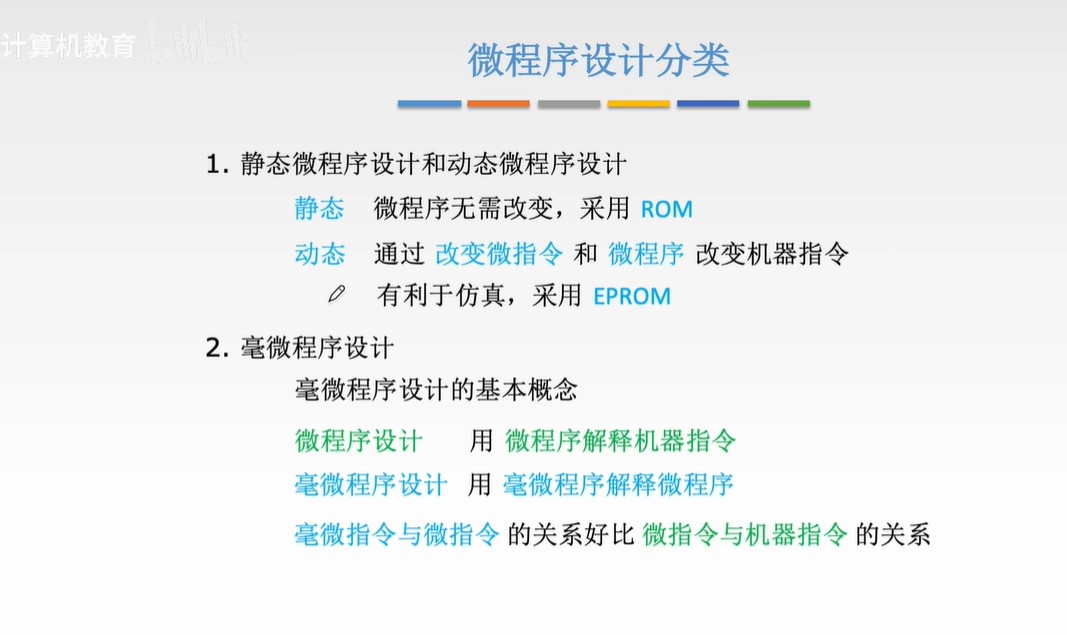 计算机教育 bilibili
微程序设计分类
1. 静态微程序设计和动态微程序设计
静态 微程序无需改变，采用 ROM
动态 通过 改变微指令 和 微程序 改变机器指令
有利于仿真，采用 EPROM
2. 毫微程序设计
毫微程序设计的基本概念
微程序设计 用 微程序解释机器指令
毫微程序设计 用 毫微程序解释微程序
毫微指令与微指令 的关系好比 微指令与机器指令 的关系